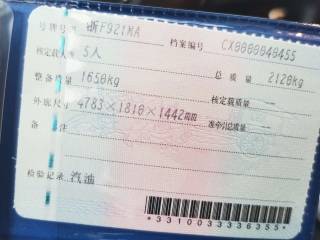 号牌号码 浙F921MA 档案编号 CX0000049455
核定载人数 5人 总质量 2120kg
整备质量 1650kg 核定载质量 --
外廓尺寸 4783×1810×1442mm 准牵引总质量 --
备注
检验记录 汽油
*3310033336355*